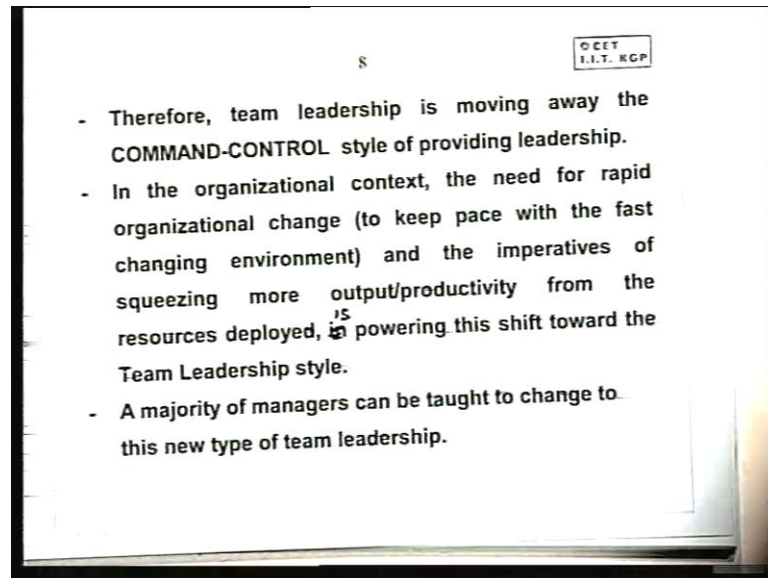 8
© CET
I.I.T. KGP
- Therefore, team leadership is moving away the
COMMAND-CONTROL style of providing leadership.
- In the organizational context, the need for rapid
organizational change (to keep pace with the fast
changing environment) and the imperatives of
squeezing more output/productivity from the
is
resources deployed, in powering this shift toward the
Team Leadership style.
- A majority of managers can be taught to change to
this new type of team leadership.